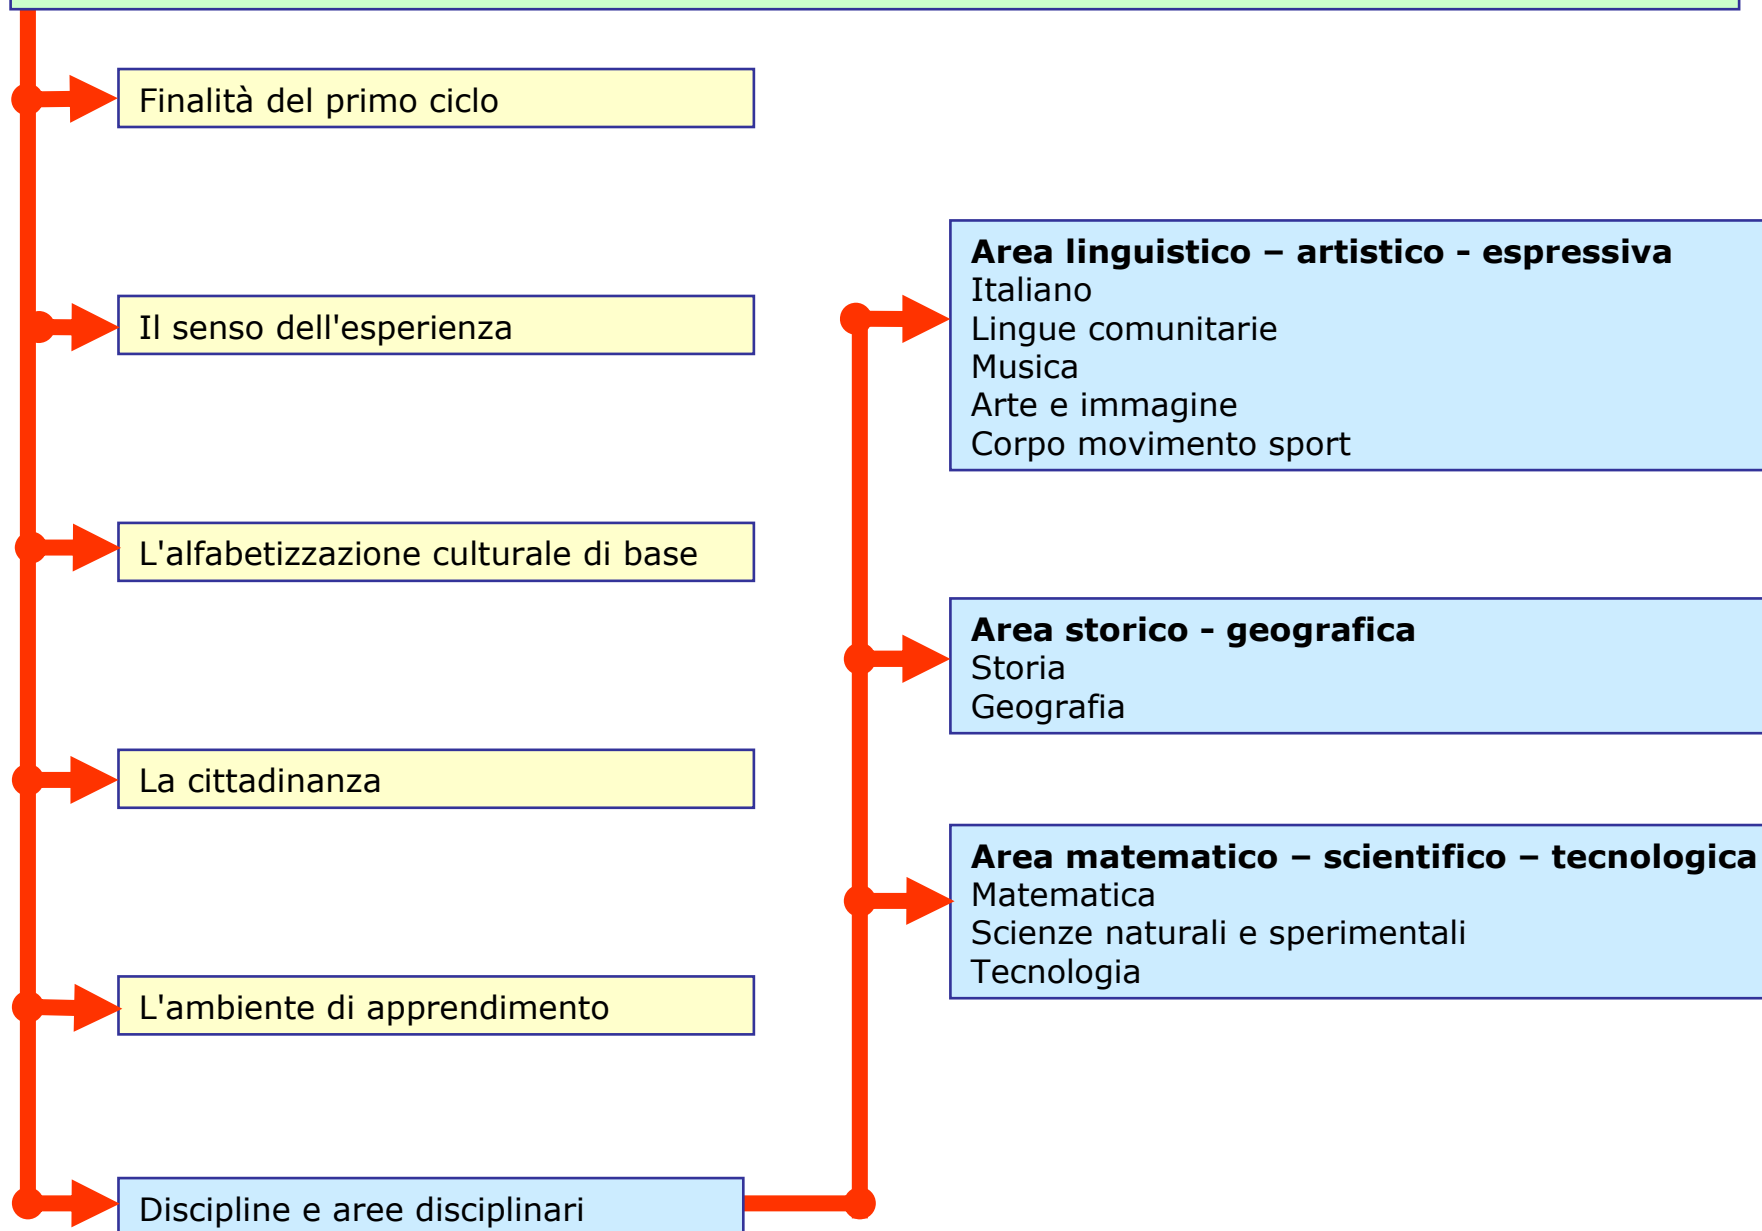 Finalità del primo ciclo
Il senso dell'esperienza
L'alfabetizzazione culturale di base
La cittadinanza
L'ambiente di apprendimento
Discipline e aree disciplinari
Area linguistico – artistico - espressiva
Italiano
Lingue comunitarie
Musica
Arte e immagine
Corpo movimento sport
Area storico - geografica
Storia
Geografia
Area matematico – scientifico – tecnologica
Matematica
Scienze naturali e sperimentali
Tecnologia